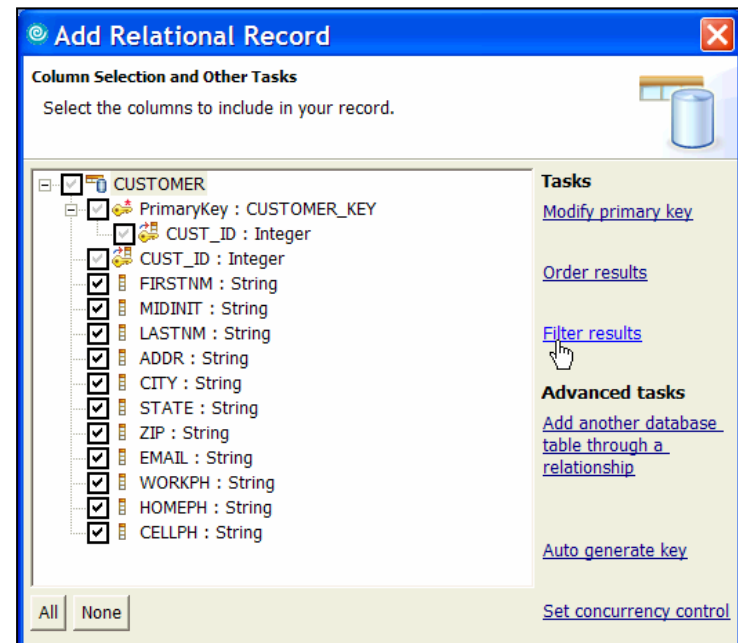 Add Relational Record
Column Selection and Other Tasks
Select the columns to include in your record.
CUSTOMER
PrimaryKey : CUSTOMER_KEY
CUST_ID : Integer
CUST_ID : Integer
FIRSTNM : String
MIDINIT : String
LASTNM : String
ADDR : String
CITY : String
STATE : String
ZIP : String
EMAIL : String
WORKPH : String
HOMEPH : String
CELLPH : String
All None
Tasks
Modify primary key
Order results
Filter results
Advanced tasks
Add another database
table through a
relationship
Auto generate key
Set concurrency control